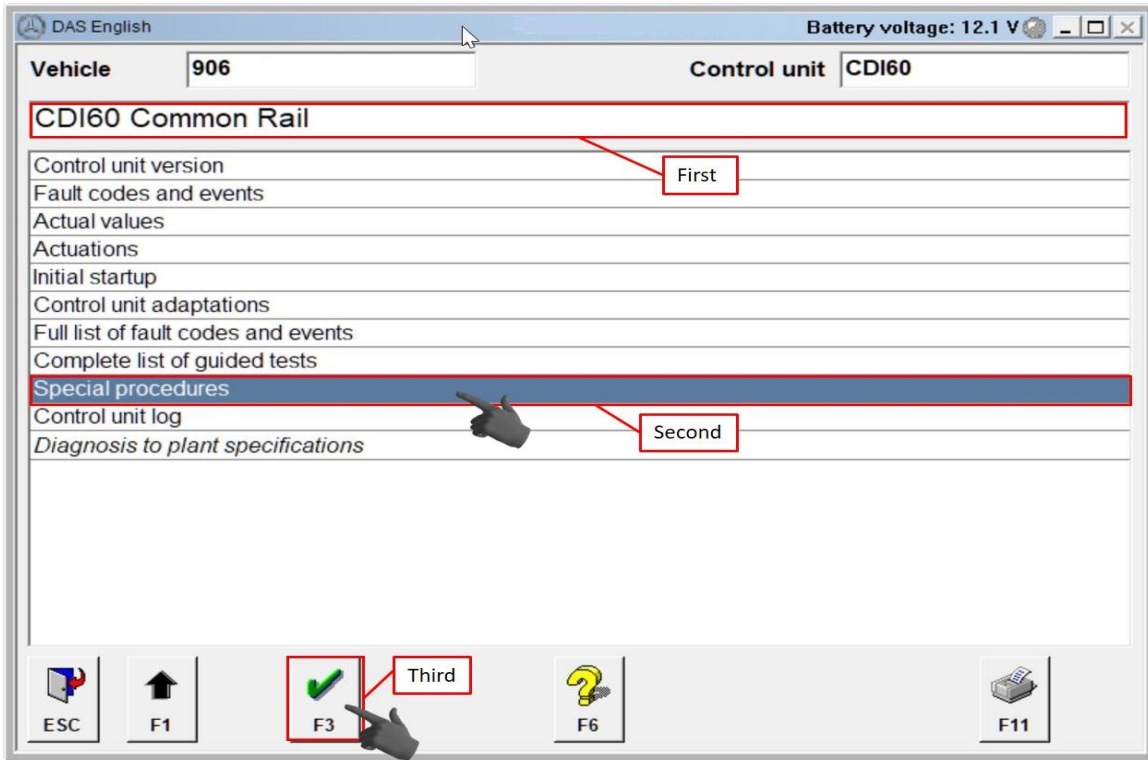 DAS English
Battery voltage: 12.1 V
Vehicle 906 Control unit CDI60
CDI60 Common Rail
First
Control unit version
Fault codes and events
Actual values
Actuations
Initial startup
Control unit adaptations
Full list of fault codes and events
Complete list of guided tests
Special procedures
Control unit log
Second
Diagnosis to plant specifications
Third
ESC F1 F3 F6 F11